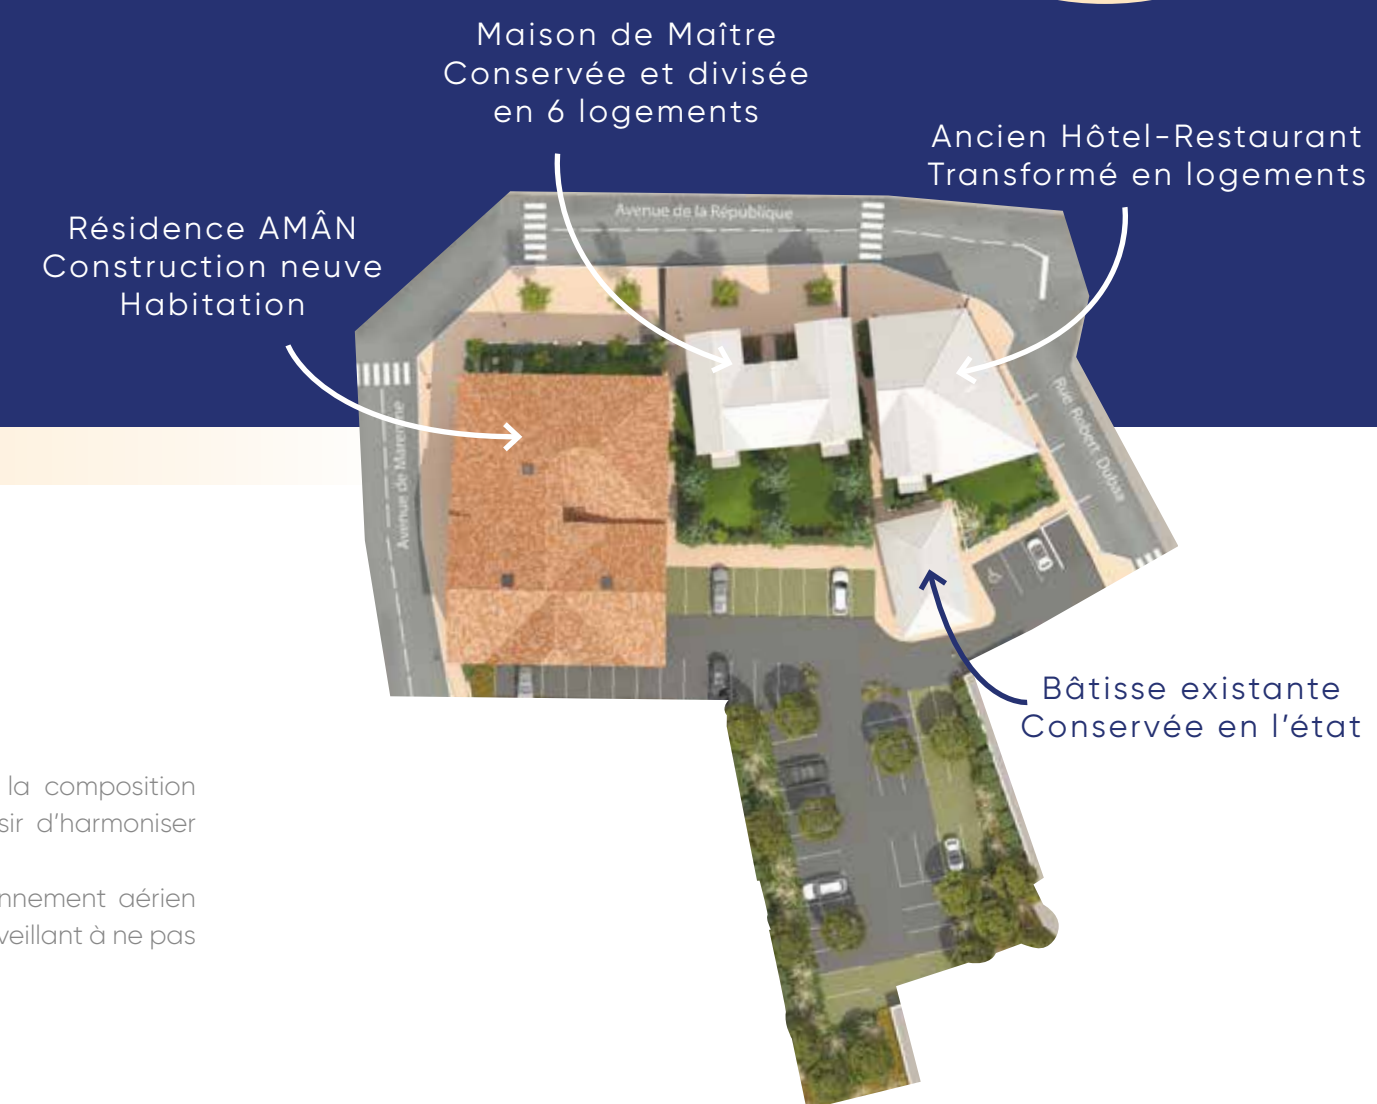 Maison de Maître
Conservée et divisée
en 6 logements
Ancien Hôtel-Restaurant
Transformé en logements
Résidence AMÂN
Construction neuve
Habitation
Avenue de la République
Avenue de Maremne
Rue Robert Dubaa
Bâtisse existante
Conservée en l'état
la composition
sir d'harmoniser
nnement aérien
veillant à ne pas